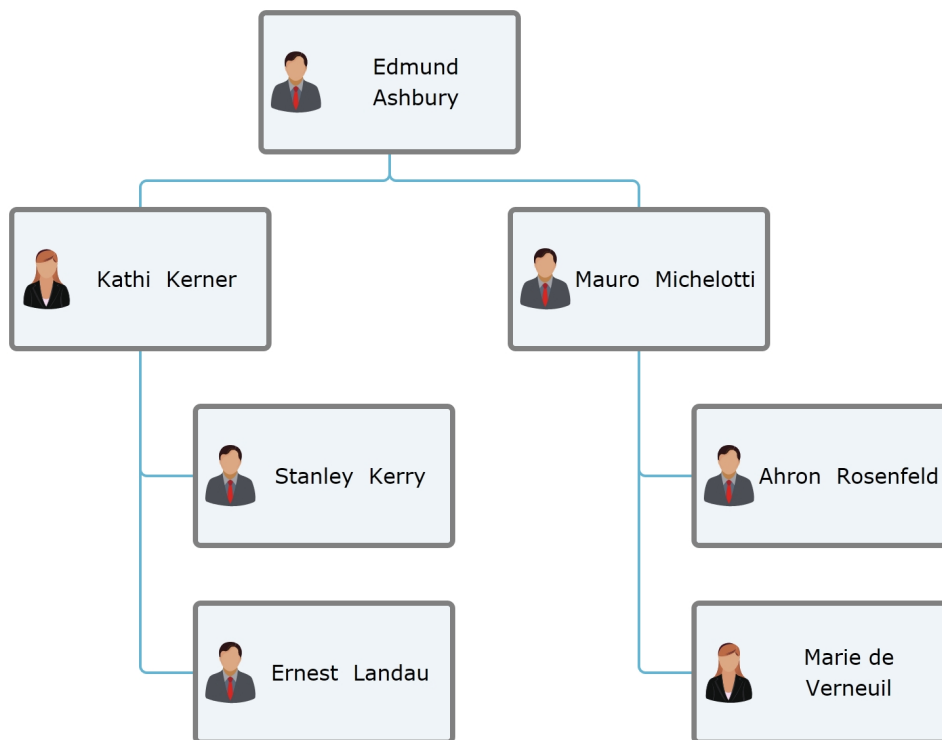 Edmund
Ashbury
Kathi Kerner
Mauro Michelotti
Stanley Kerry
Ahron Rosenfeld
Ernest Landau
Marie de
Verneuil